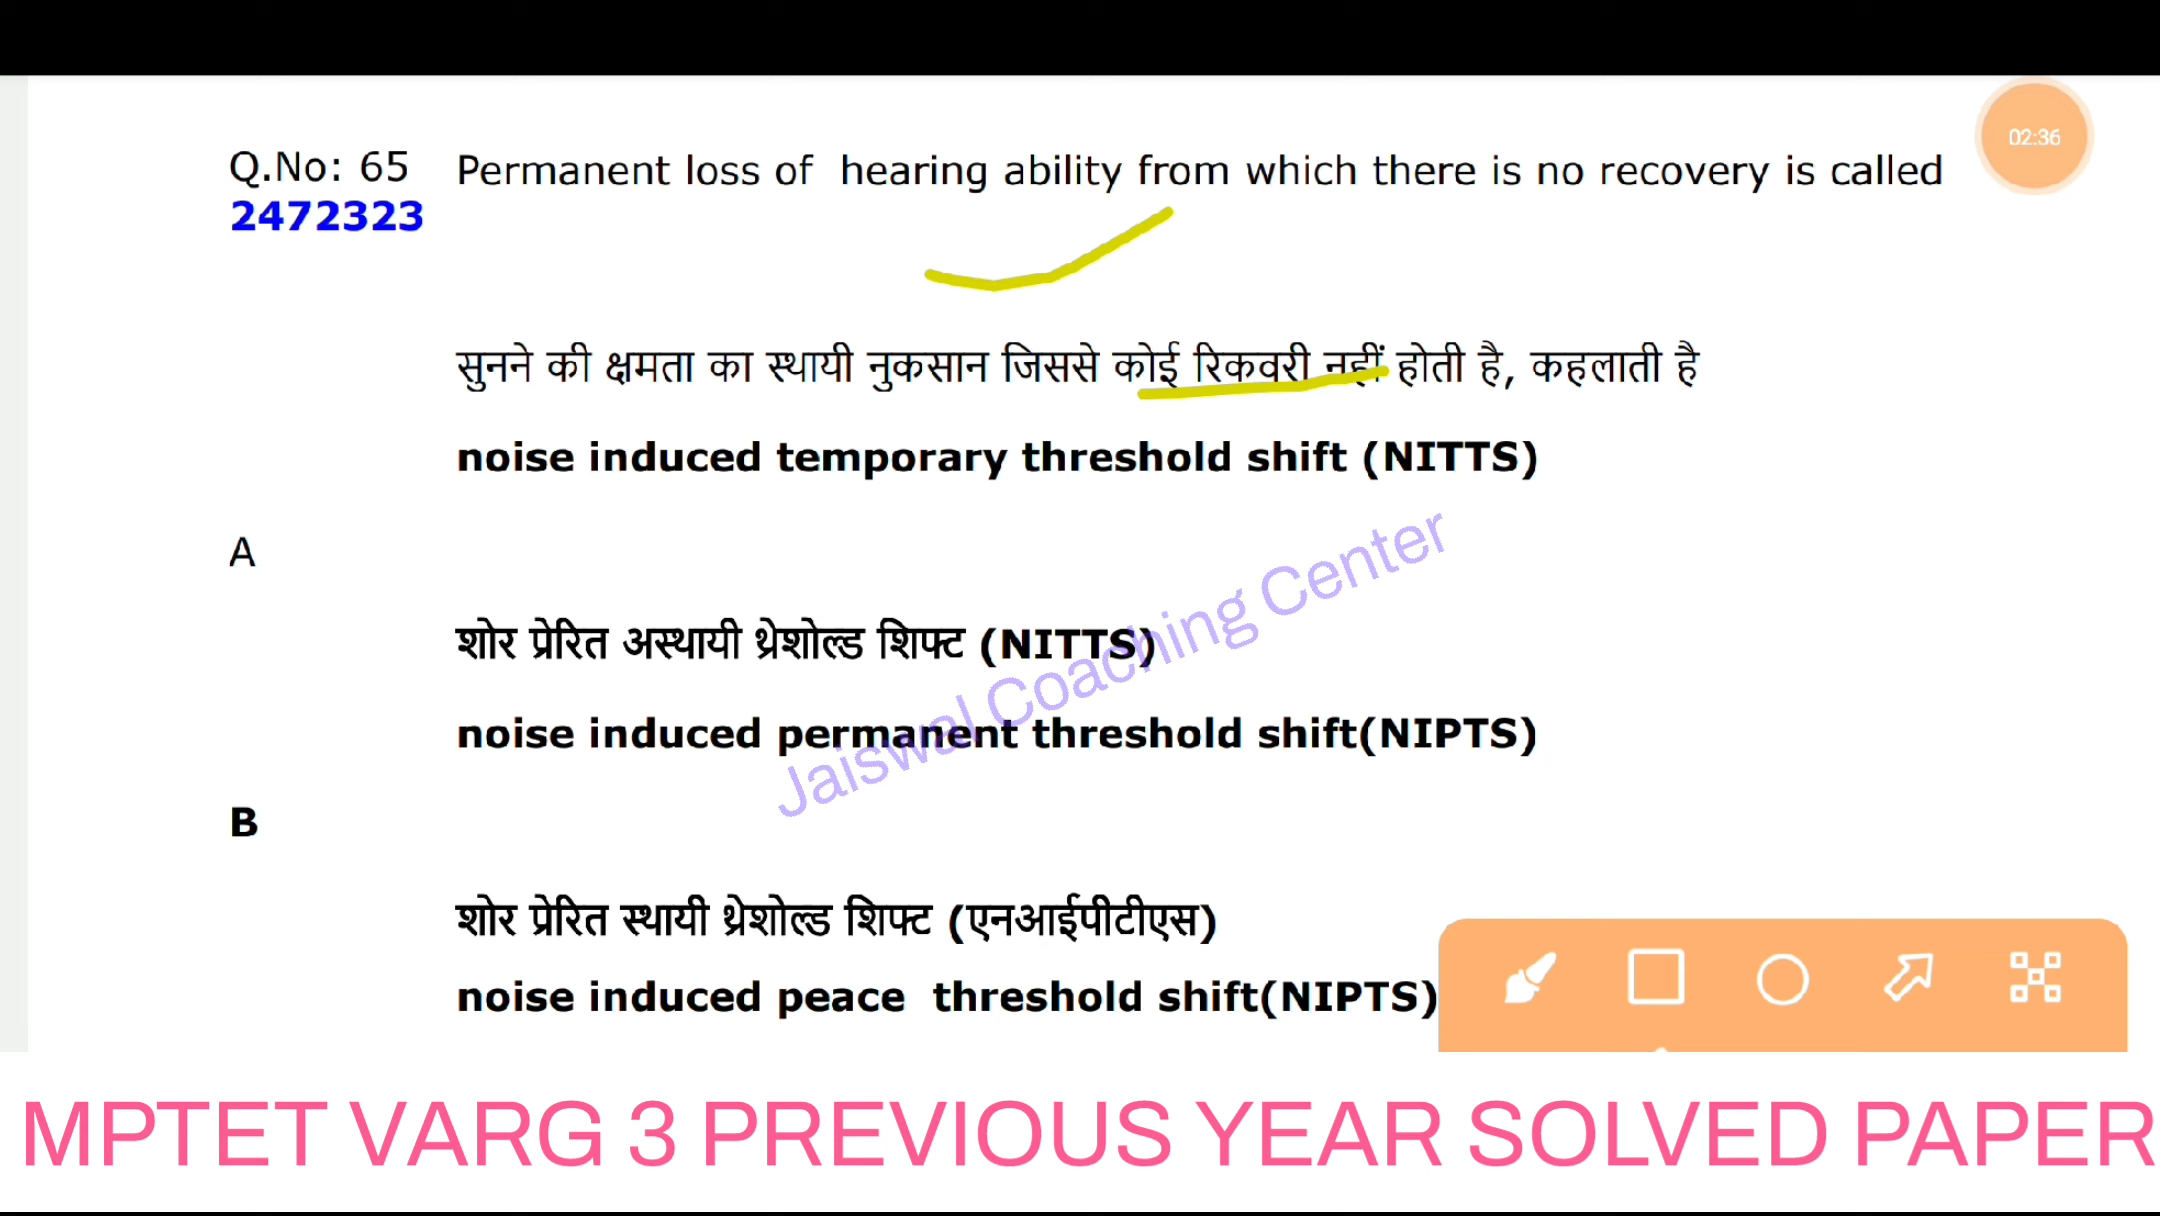 02:36
Q.No: 65 Permanent loss of hearing ability from which there is no recovery is called
2472323
सुनने की क्षमता का स्थायी नुकसान जिससे कोई रिकवरी नहीं होती है, कहलाती है
noise induced temporary threshold shift (NITTS)
A
शोर प्रेरित अस्थायी थ्रेशोल्ड शिफ्ट (NITTS)
Jaiswal Coaching Center
noise induced permanent threshold shift(NIPTS)
B
शोर प्रेरित स्थायी थ्रेशोल्ड शिफ्ट (एनआईपीटीएस)
noise induced peace threshold shift(NIPTS)
MPTET VARG 3 PREVIOUS YEAR SOLVED PAPER